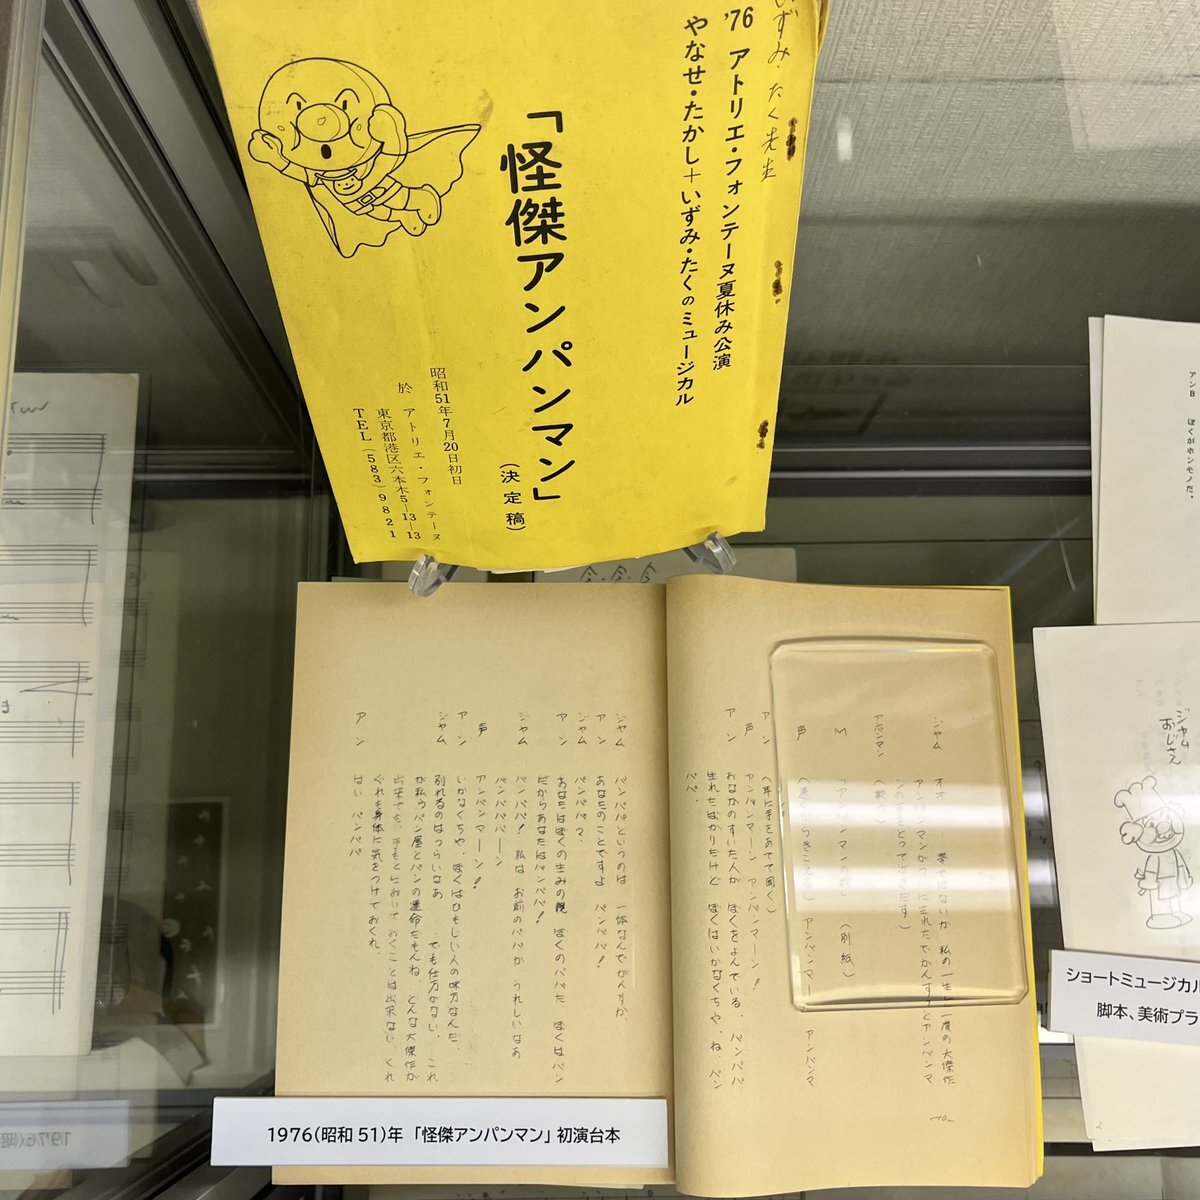 いずみ・たく先生
'76 アトリエ・フォンテーヌ夏休み公演
やなせ・たかし+いずみ・たくのミュージカル
「怪傑アンパンマン」
(決定稿)
昭和51年7月20日初日
於 アトリエ・フォンテーヌ
東京都港区六本木5-13-13
TEL(583)9821
ジャム オオ 夢ではないか 私の一生に一度の大傑作
アンパンマン
(歌う)
M 「アンパンマンの歌」(別紙)
声 アンパンマーン アンパンマ
アン (耳に手をあてて聞く)
声 アンパンマーン アンパンマーン!
アン おなかのすいた人が ぼくをよんでいる。パンパパ
生れたばかりだけど ぼくはいかなくちゃ、ね、パン
パパ。
ジャム パンパパというのは 一体なんでがんすか、
アン あなたのことですよ パンパパ!
ジャム パンパパ?
アン あなたはぼくの生みの親 ぼくのパパだ ぼくはパン
だからあなたはパンパパ!
ジャム パンパパ! 私は お前のパパか うれしいなあ
パンパパーン
声 アンパンマーン!
アン いかなくちゃ、ぼくはひもじい人の味方なんだ、
ジャム 別れるのはつらいなあ でも仕方がない、これ
が私らパン屋とパンの運命だもんね、どんな大傑作が
出来ても、手もとにおいておくことは出来ない くれ
ぐれも身体に気をつけておくれ、
アン はい パンパパ
1976(昭和 51)年 「怪傑アンパンマン」 初演台本
アンB ぼくがホンモノだ。
ジャム
おじさん
ショートミュージカル
脚本、美術プラ